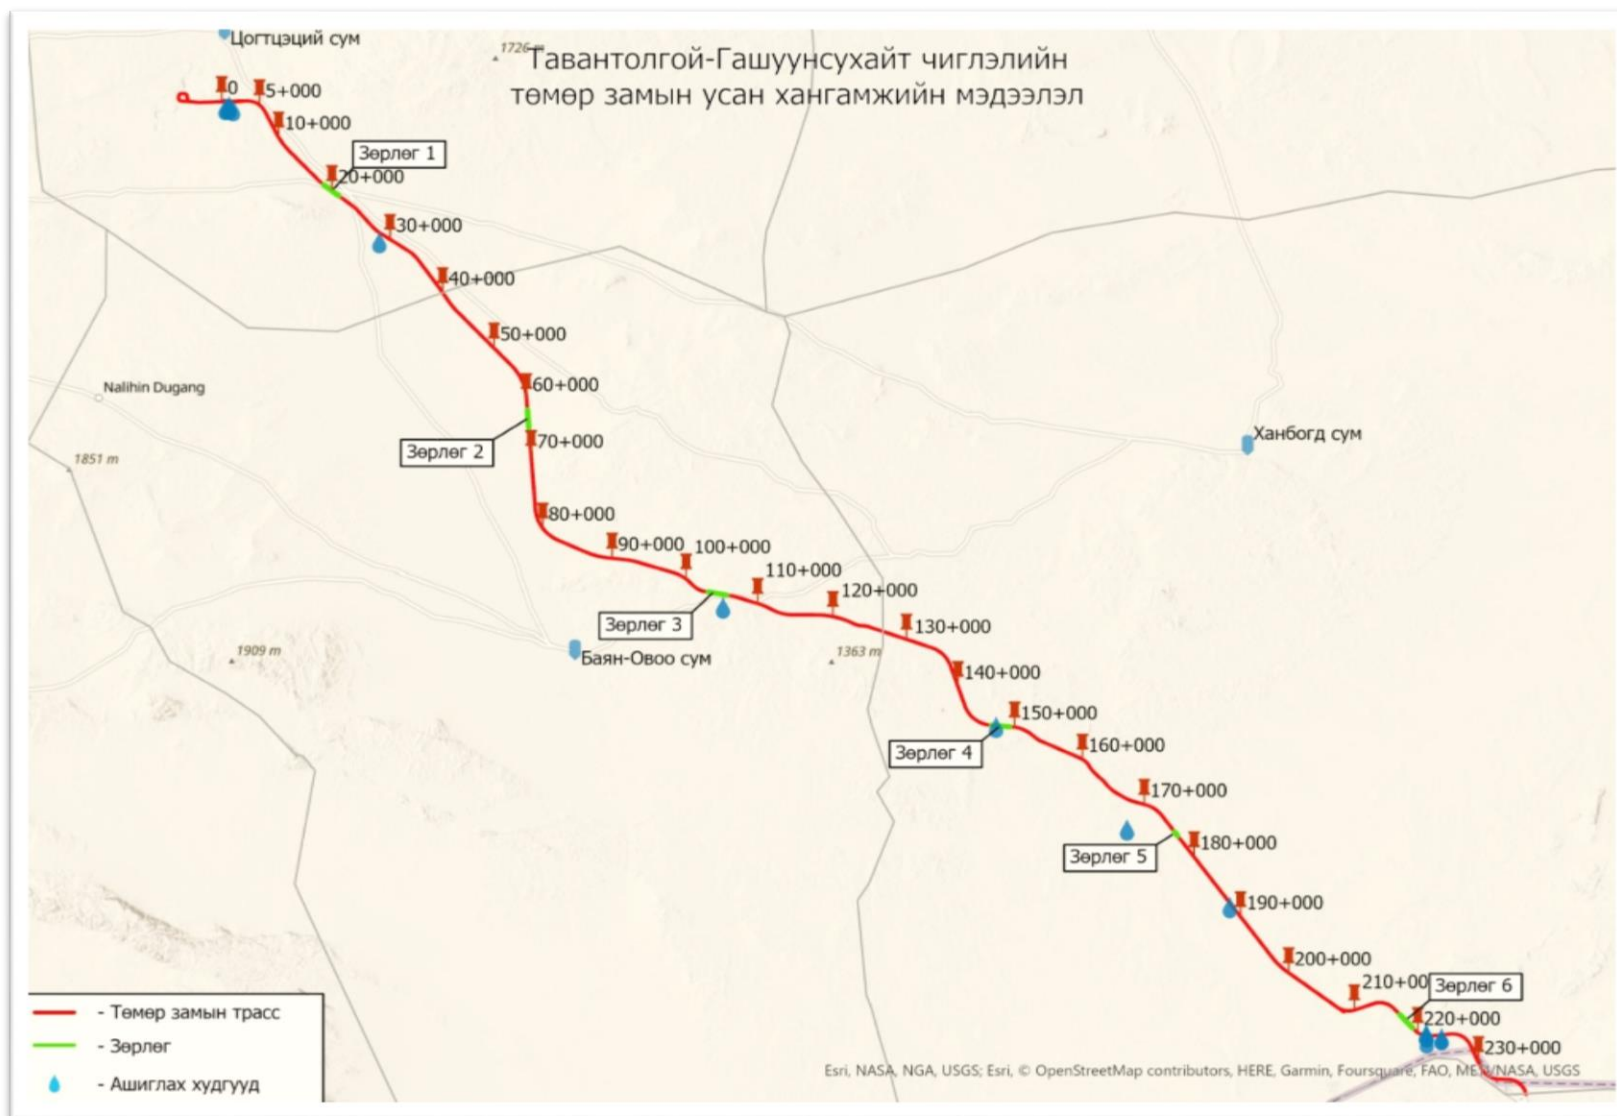 Цогтцэций сум
1726 m
Тавантолгой-Гашуунсухайт чиглэлийн
төмөр замын усан хангамжийн мэдээлэл
0
5+000
10+000
Зөрлөг 1
20+000
30+000
40+000
50+000
60+000
Nalihin Dugang
70+000
Зөрлөг 2
Ханбогд сум
1851 m
80+000
90+000
100+000
110+000
120+000
Зөрлөг 3
130+000
1909 m
Баян-Овоо сум
1363 m
140+000
150+000
Зөрлөг 4
160+000
170+000
180+000
Зөрлөг 5
190+000
200+000
210+00
Зөрлөг 6
220+000
230+000
- Төмөр замын трасс
- Зөрлөг
- Ашиглах худгууд
Esri, NASA, NGA, USGS; Esri, © OpenStreetMap contributors, HERE, Garmin, Foursquare, FAO, METI/NASA, USGS